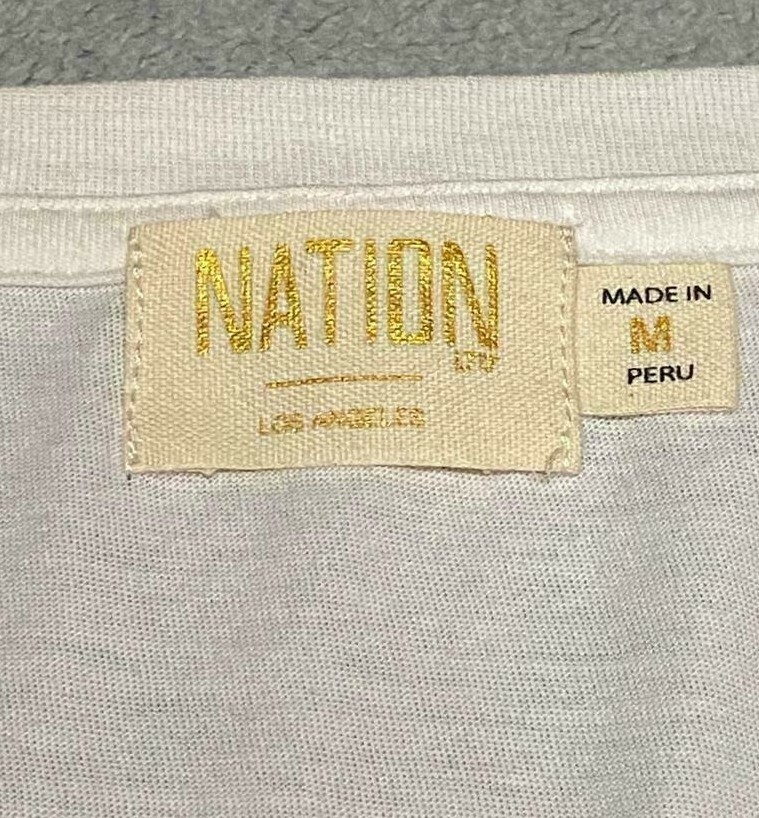 NATION
LTD
LOS ANGELES
MADE IN
M
PERU